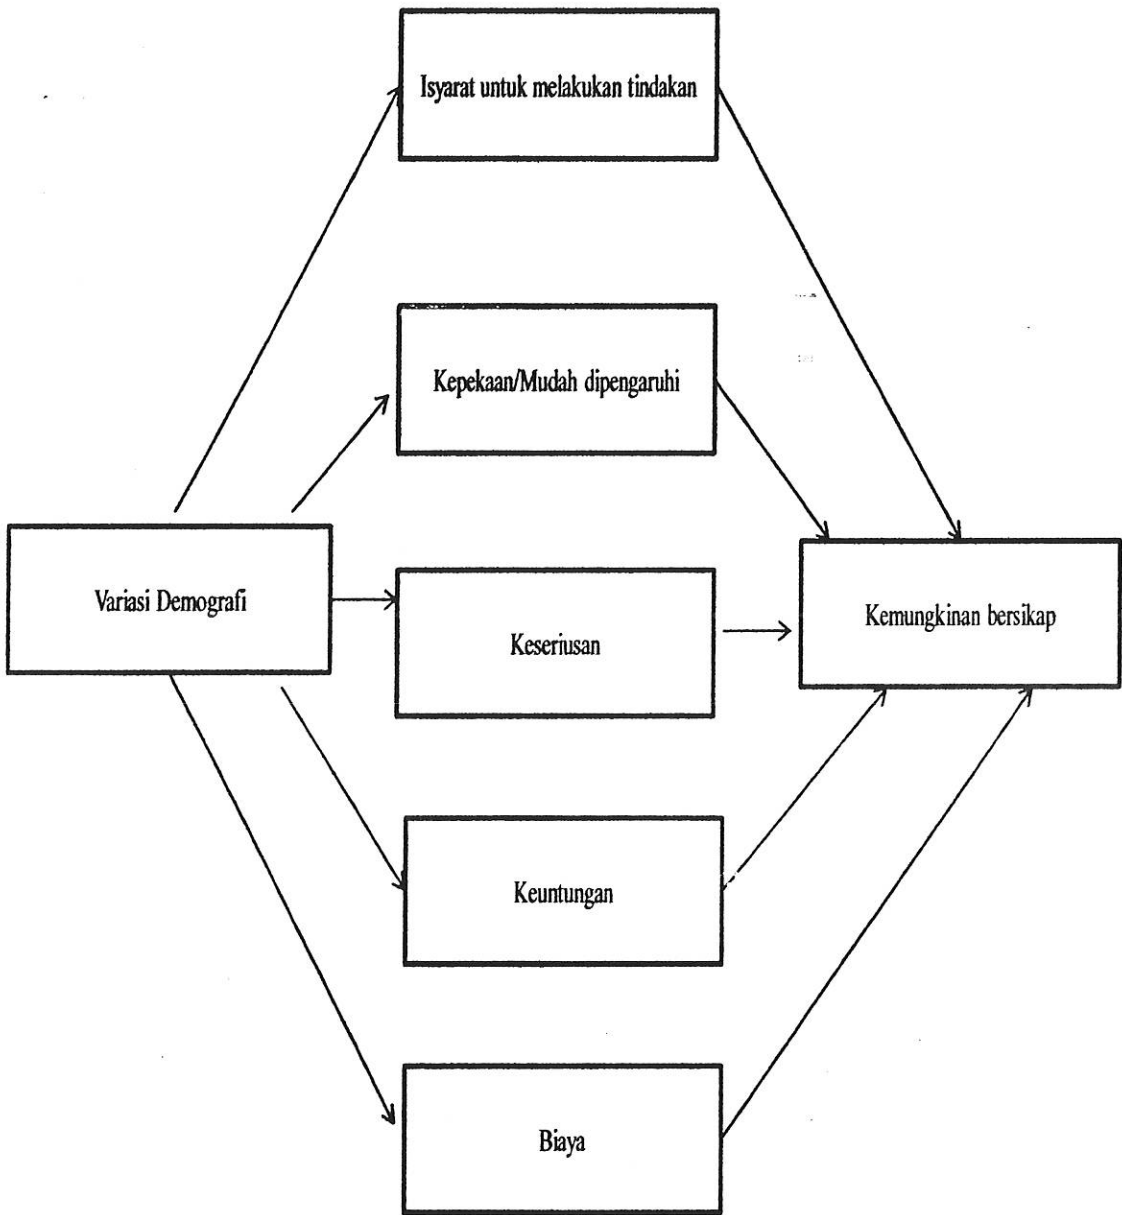 Isyarat untuk melakukan tindakan
Kepekaan/Mudah dipengaruhi
Variasi Demografi
Keseriusan
Kemungkinan bersikap
Keuntungan
Biaya